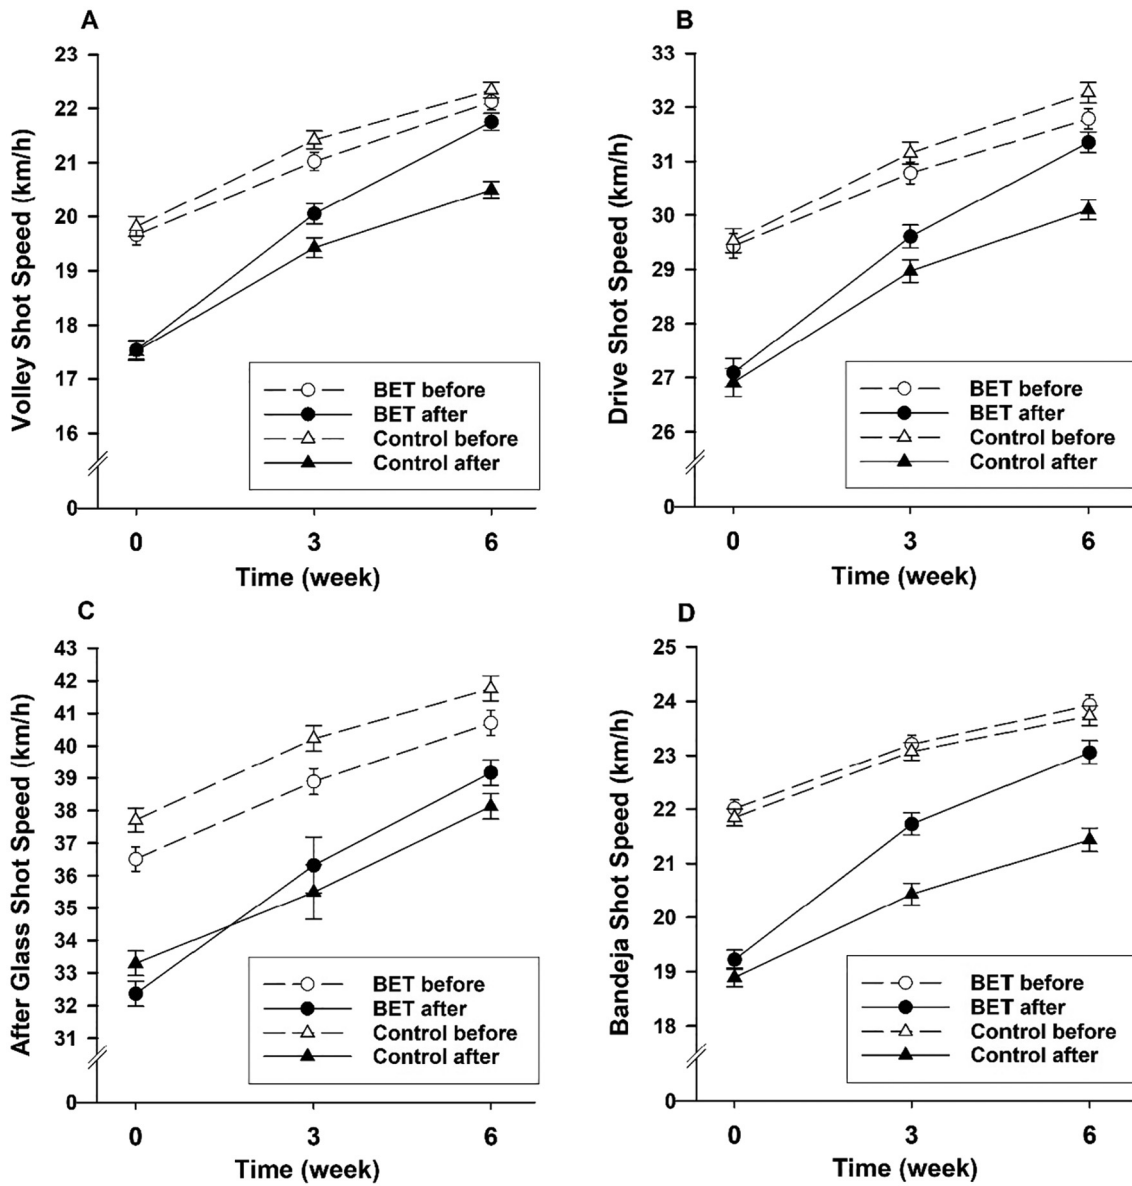 A
Volley Shot Speed (km/h)
23
22
21
20
19
18
17
16
0
0
3
6
Time (week)
BET before
BET after
Control before
Control after
B
Drive Shot Speed (km/h)
33
32
31
30
29
28
27
26
0
0
3
6
Time (week)
BET before
BET after
Control before
Control after
C
After Glass Shot Speed (km/h)
43
42
41
40
39
38
37
36
35
34
33
32
31
0
0
3
6
Time (week)
BET before
BET after
Control before
Control after
D
Bandeja Shot Speed (km/h)
25
24
23
22
21
20
19
18
0
0
3
6
Time (week)
BET before
BET after
Control before
Control after